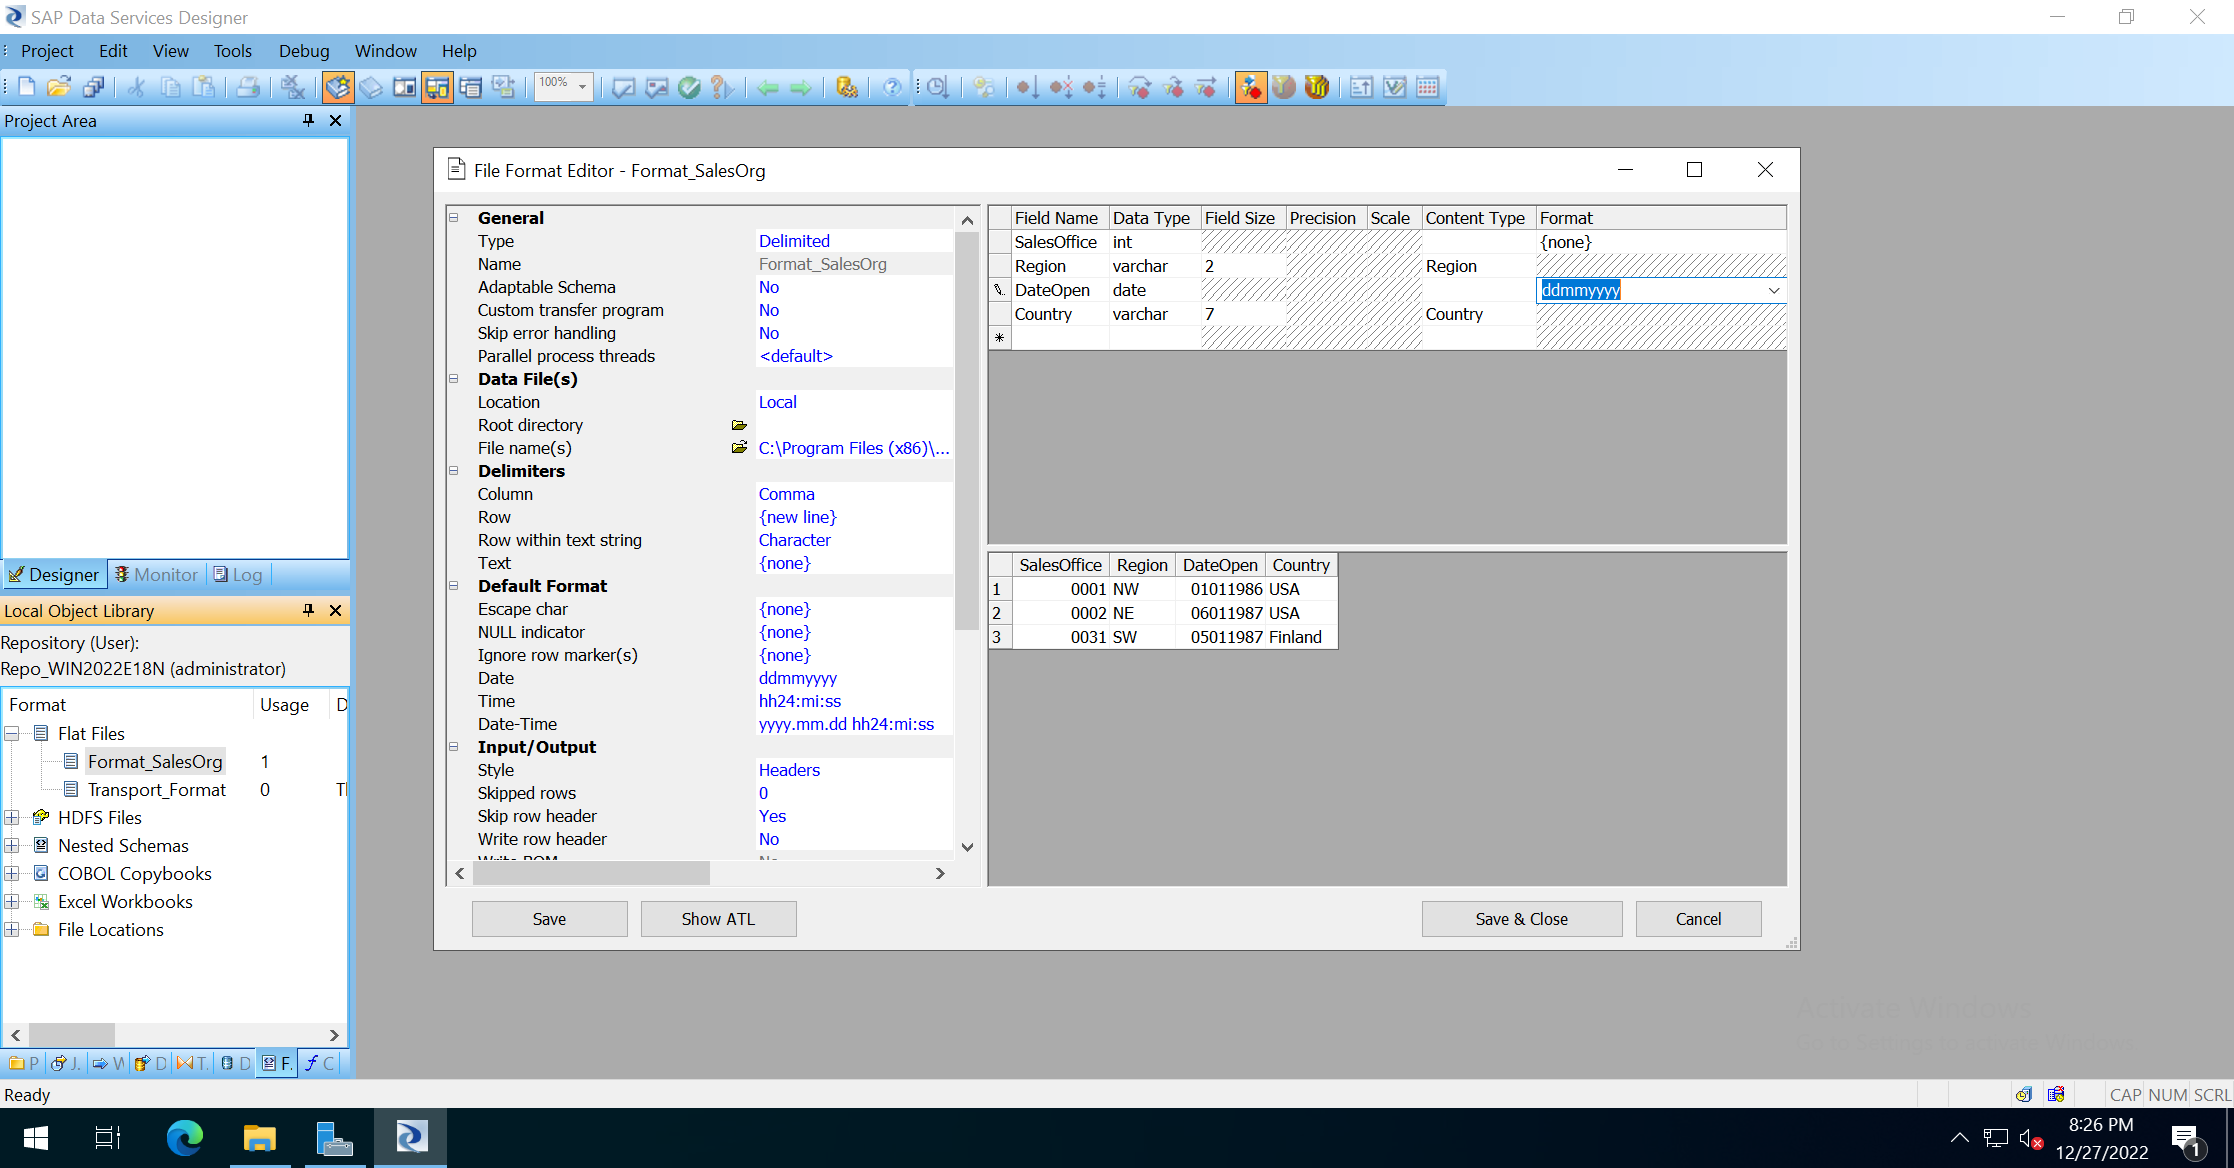 SAP Data Services Designer
Project Edit View Tools Debug Window Help
100%
Project Area
Designer Monitor Log
Local Object Library
Repository (User):
Repo_WIN2022E18N (administrator)
Format Usage D
Flat Files
Format_SalesOrg 1
Transport_Format 0
HDFS Files
Nested Schemas
COBOL Copybooks
Excel Workbooks
File Locations
P J. W D T. D F. C
Ready
File Format Editor - Format_SalesOrg
General
Type Delimited
Name Format_SalesOrg
Adaptable Schema No
Custom transfer program No
Skip error handling No
Parallel process threads <default>
Data File(s)
Location Local
Root directory
File name(s) C:\Program Files (x86)\...
Delimiters
Column Comma
Row {new line}
Row within text string Character
Text {none}
Default Format
Escape char {none}
NULL indicator {none}
Ignore row marker(s) {none}
Date ddmmyyyy
Time hh24:mi:ss
Date-Time yyyy.mm.dd hh24:mi:ss
Input/Output
Style Headers
Skipped rows 0
Skip row header Yes
Write row header No
Save Show ATL Save & Close Cancel
Field Name Data Type Field Size Precision Scale Content Type Format
SalesOffice int {none}
Region varchar 2 Region
DateOpen date ddmmyyyy
Country varchar 7 Country
SalesOffice Region DateOpen Country
1 0001 NW 01011986 USA
2 0002 NE 06011987 USA
3 0031 SW 05011987 Finland
Activate Windows
CAP NUM SCRL
8:26 PM
12/27/2022
1